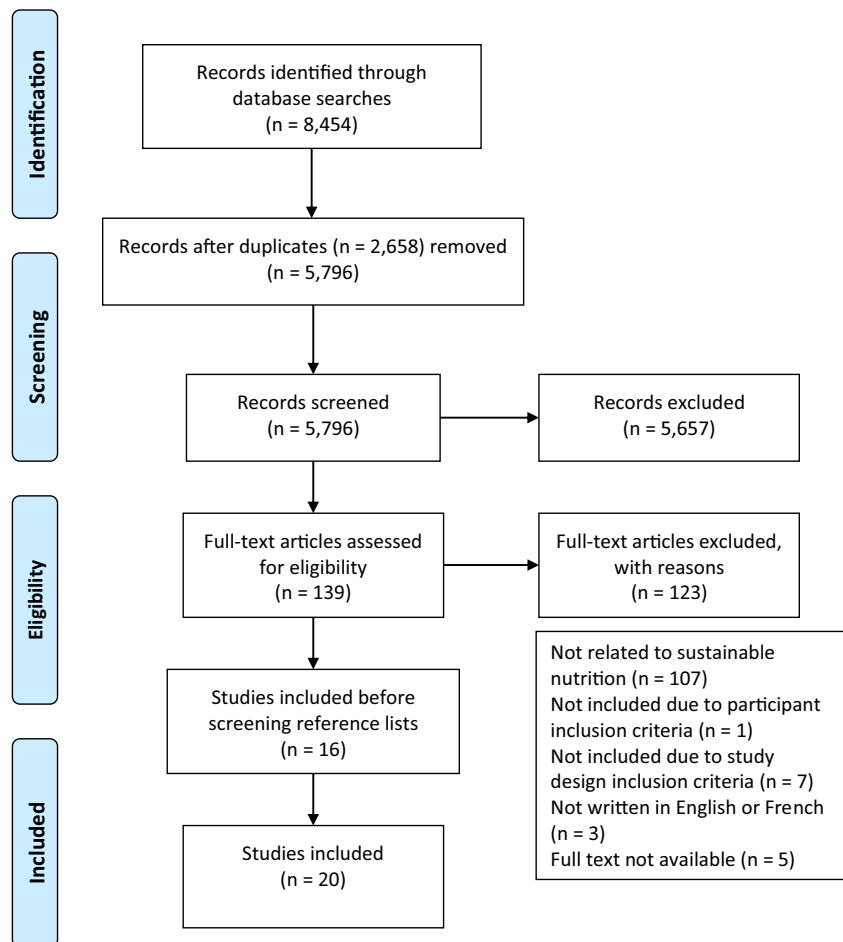 Identification
Records identified through
database searches
(n = 8,454)
Records after duplicates (n = 2,658) removed
(n = 5,796)
Screening
Records screened
(n = 5,796)
Records excluded
(n = 5,657)
Eligibility
Full-text articles assessed
for eligibility
(n = 139)
Full-text articles excluded,
with reasons
(n = 123)
Not related to sustainable
nutrition (n = 107)
Not included due to participant
inclusion criteria (n = 1)
Not included due to study
design inclusion criteria (n = 7)
Not written in English or French
(n = 3)
Full text not available (n = 5)
Studies included before
screening reference lists
(n = 16)
Included
Studies included
(n = 20)